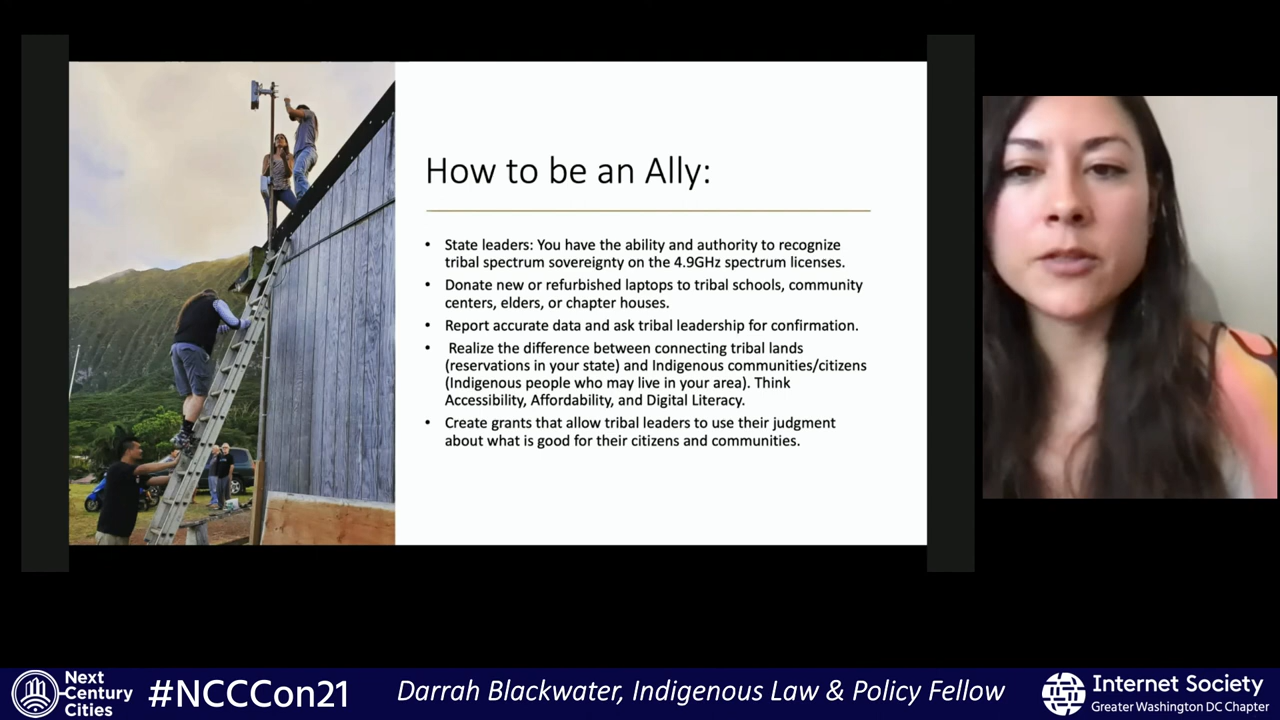 How to be an Ally:
• State leaders: You have the ability and authority to recognize
tribal spectrum sovereignty on the 4.9GHz spectrum licenses.
• Donate new or refurbished laptops to tribal schools, community
centers, elders, or chapter houses.
• Report accurate data and ask tribal leadership for confirmation.
• Realize the difference between connecting tribal lands
(reservations in your state) and Indigenous communities/citizens
(Indigenous people who may live in your area). Think
Accessibility, Affordability, and Digital Literacy.
• Create grants that allow tribal leaders to use their judgment
about what is good for their citizens and communities.
Next
Century
Cities
#NCCCon21
Darrah Blackwater, Indigenous Law & Policy Fellow
Internet Society
Greater Washington DC Chapter